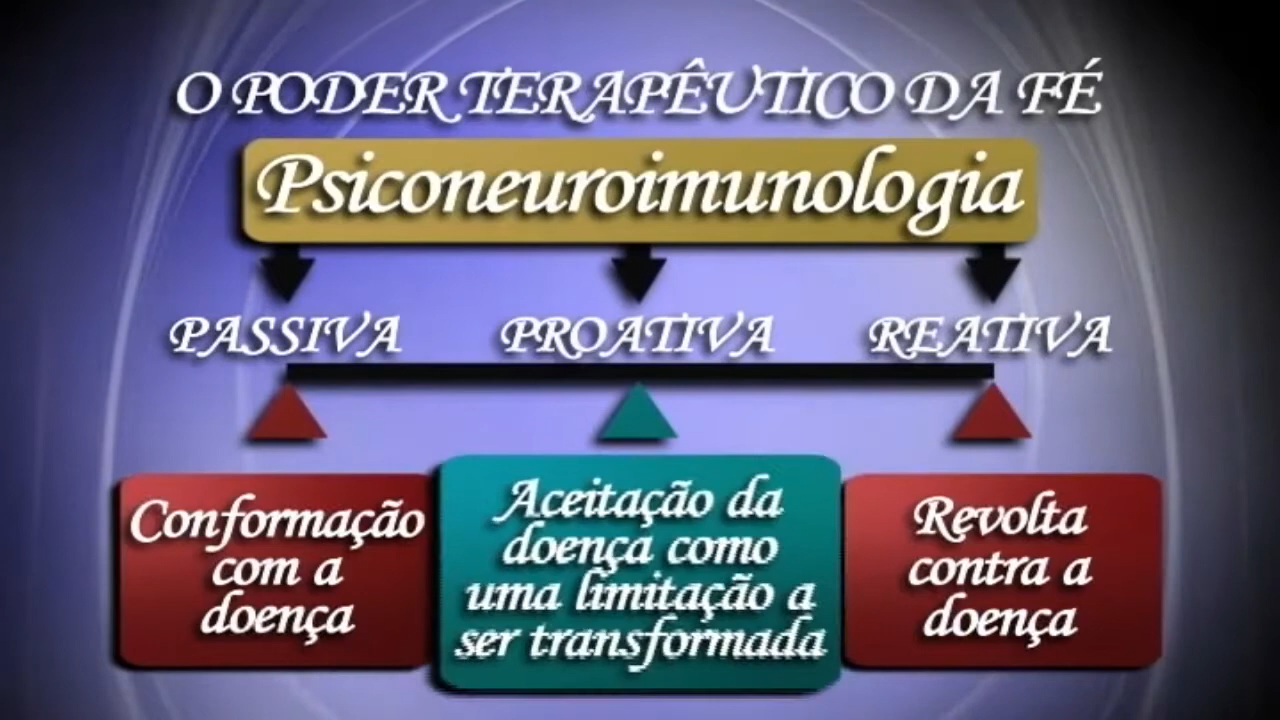 O PODER TERAPÊUTICO DA FÉ
Psiconeuroimunologia
PASSIVA
PROATIVA
REATIVA
Conformação
com a
doença
Aceitação da
doença como
uma limitação a
ser transformada
Revolta
contra a
doença